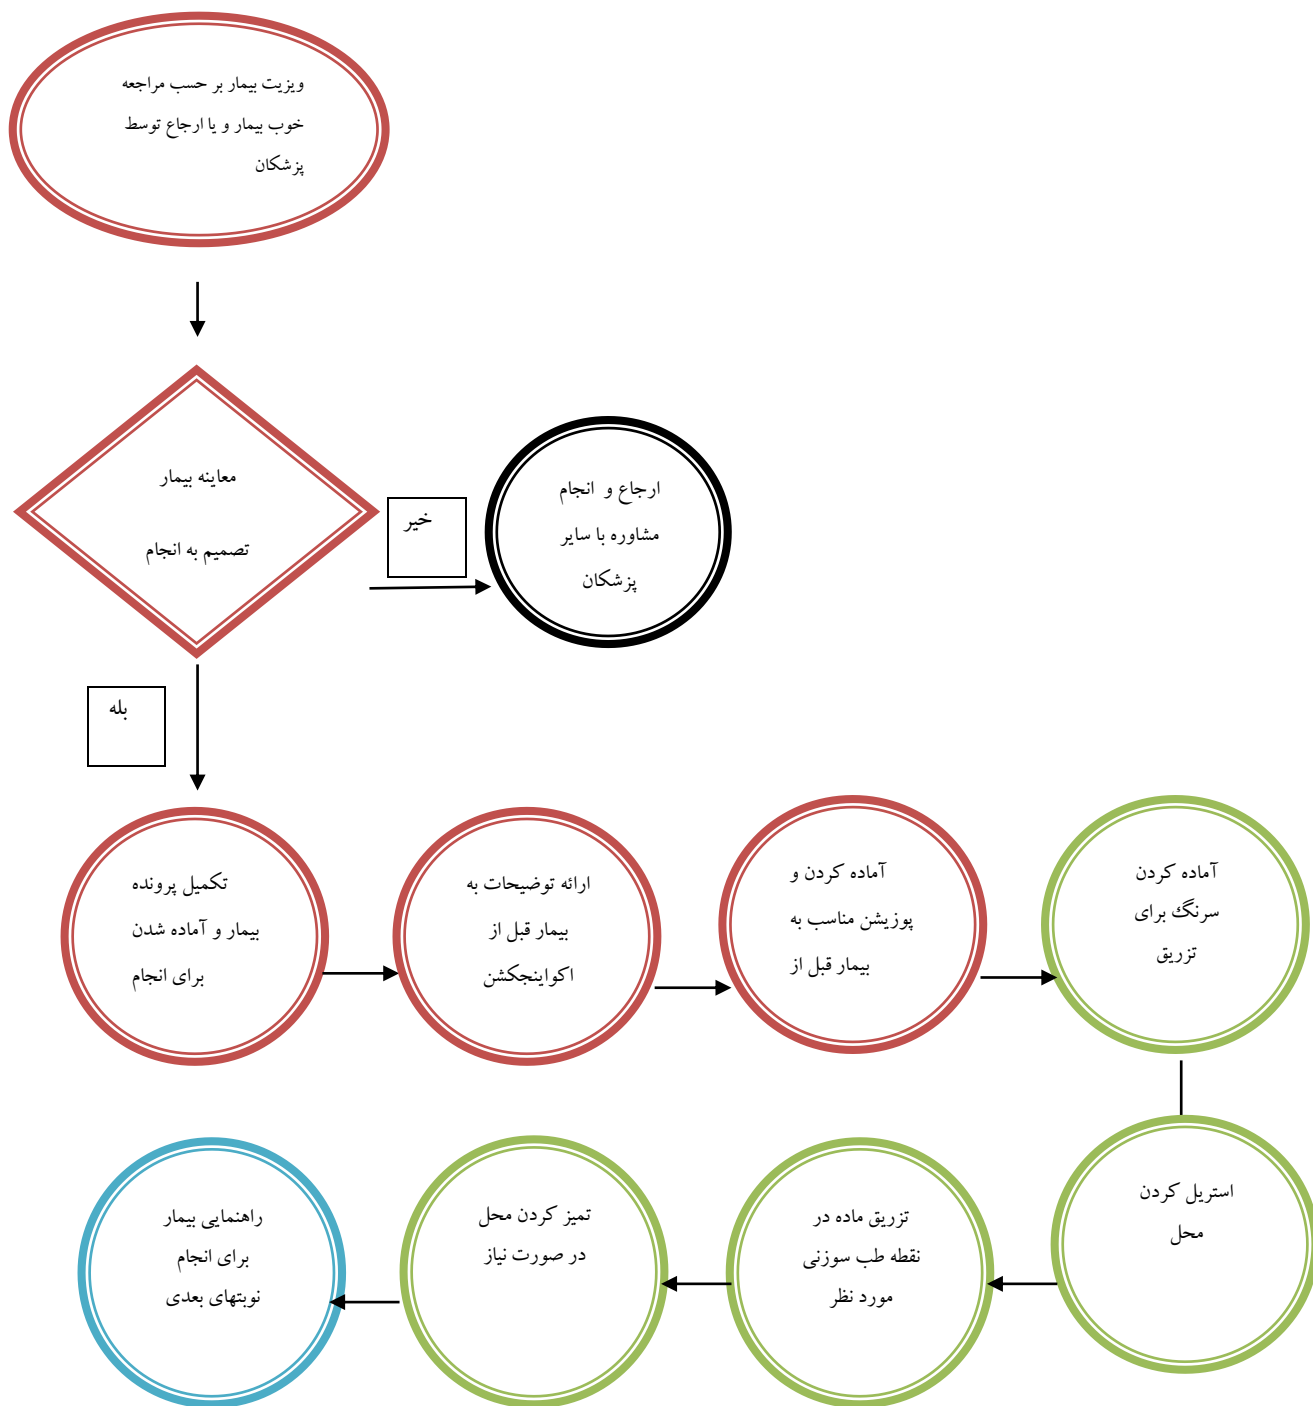 ویزیت بیمار بر حسب مراجعه
خوب بیمار و یا ارجاع توسط
پزشکان
معاینه بیمار
تصمیم به انجام
خیر
ارجاع و انجام
مشاوره با سایر
پزشکان
بله
تکمیل پرونده
بیمار و آماده شدن
برای انجام
ارائه توضیحات به
بیمار قبل از
اکواینجکشن
آماده کردن و
پوزیشن مناسب به
بیمار قبل از
آماده کردن
سرنگ برای
تزریق
استریل کردن
محل
تزریق ماده در
نقطه طب سوزنی
مورد نظر
تمیز کردن محل
در صورت نیاز
راهنمایی بیمار
برای انجام
نوبتهای بعدی